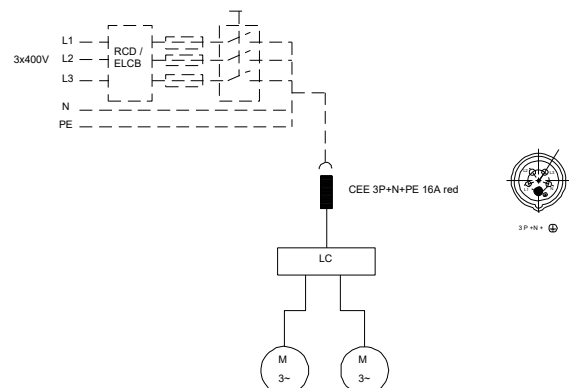 L1
RCD /
ELCB
3x400V
L2
L3
N
PE
CEE 3P+N+PE 16A red
3 P +N +
LC
M
3~
M
3~